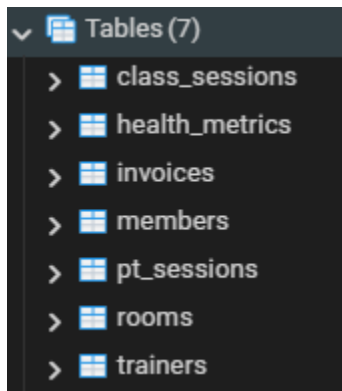 Tables (7)
class_sessions
health_metrics
invoices
members
pt_sessions
rooms
trainers